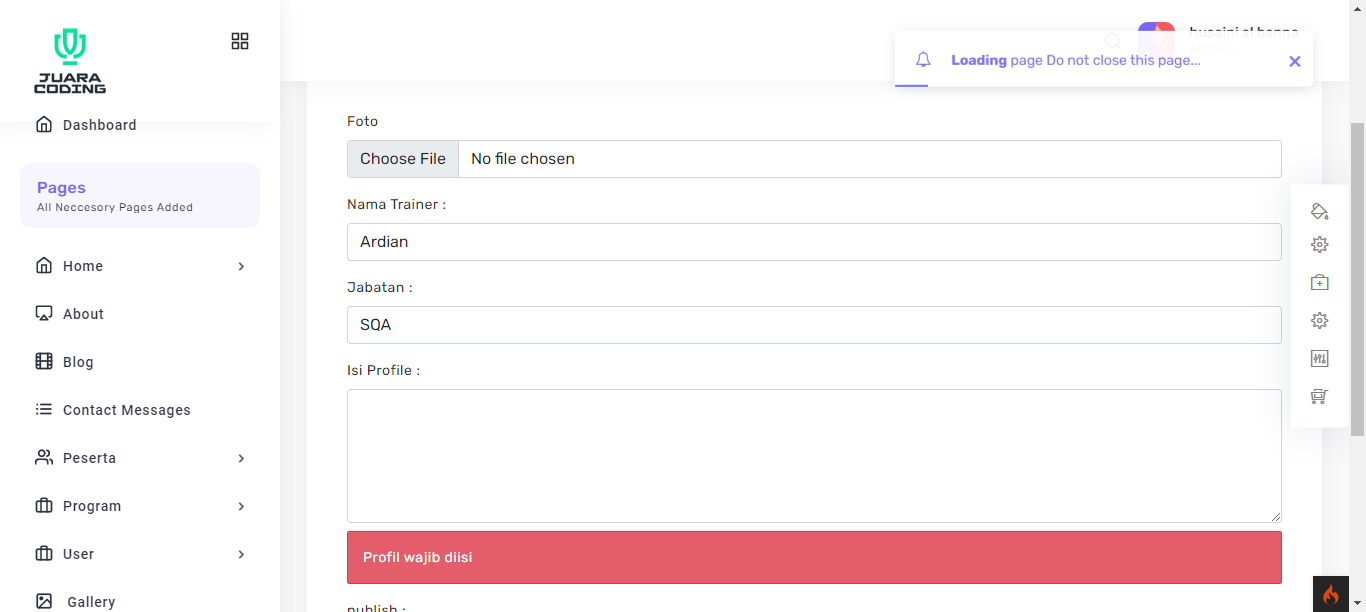 JUARA
CODING
Dashboard
Pages
All Neccesory Pages Added
Home
About
Blog
Contact Messages
Peserta
Program
User
Gallery
Loading page Do not close this page...
Foto
Choose File No file chosen
Nama Trainer :
Ardian
Jabatan :
SQA
Isi Profile :
Profil wajib diisi
publish :